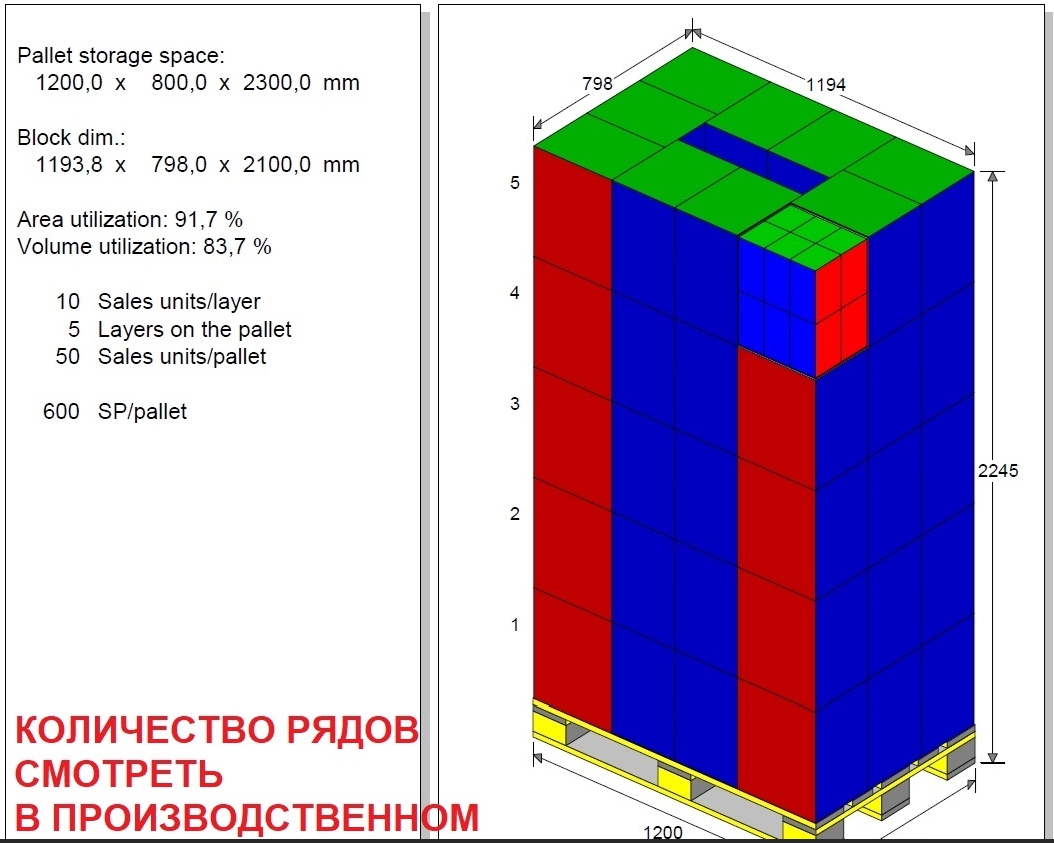 Pallet storage space:
1200,0 x 800,0 x 2300,0 mm
Block dim.:
1193,8 x 798,0 x 2100,0 mm
Area utilization: 91,7 %
Volume utilization: 83,7 %
10 Sales units/layer
5 Layers on the pallet
50 Sales units/pallet
600 SP/pallet
КОЛИЧЕСТВО РЯДОВ
СМОТРЕТЬ
В ПРОИЗВОДСТВЕННОМ
798
1194
5
4
3
2
1
2245
1200